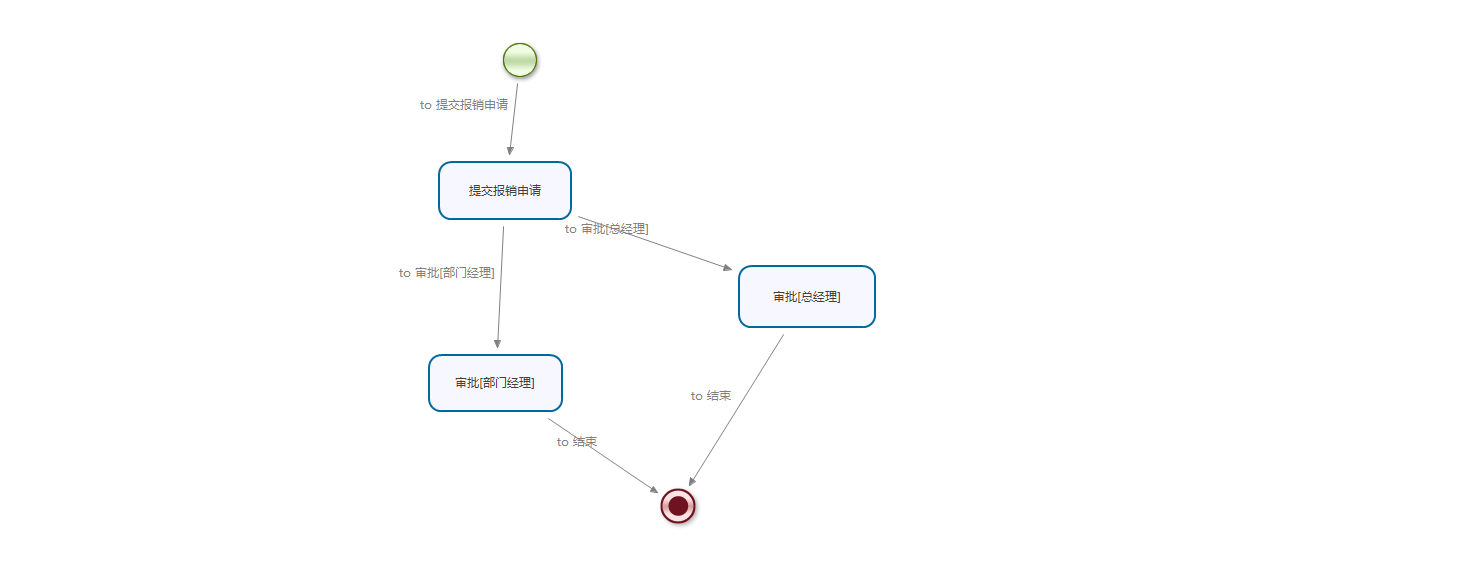 to 提交报销申请
提交报销申请
to 审批[总经理]
to 审批[部门经理]
审批[总经理]
审批[部门经理]
to 结束
to 结束